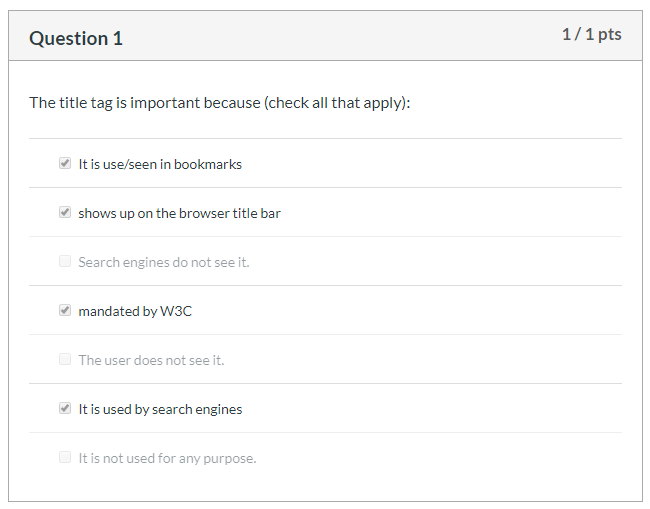 Question 1
1 / 1 pts
The title tag is important because (check all that apply):
It is use/seen in bookmarks
shows up on the browser title bar
Search engines do not see it.
mandated by W3C
The user does not see it.
It is used by search engines
It is not used for any purpose.